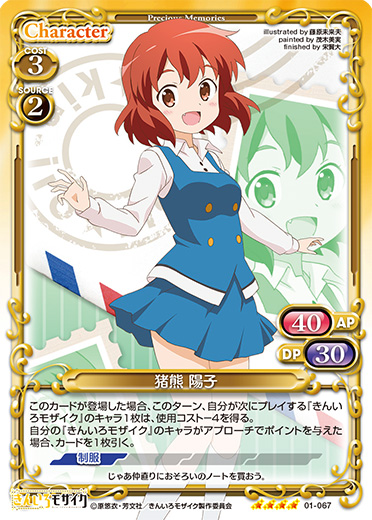 Precious Memories
Character
illustrated by 藤原未来夫
painted by 茂木美実
finished by 宋賢大
COST
3
SOURCE
2
40 AP
DP 30
猪熊 陽子
このカードが登場した場合、このターン、自分が次にプレイする『きんい
ろモザイク』のキャラ1枚は、使用コスト－4を得る。
自分の『きんいろモザイク』のキャラがアプローチでポイントを与えた
場合、カードを1枚引く。
制服
じゃあ仲直りにおそろいのノートを買おう。
きんいろモザイク
©原悠衣・芳文社／きんいろモザイク製作委員会
★★★★ 01-067